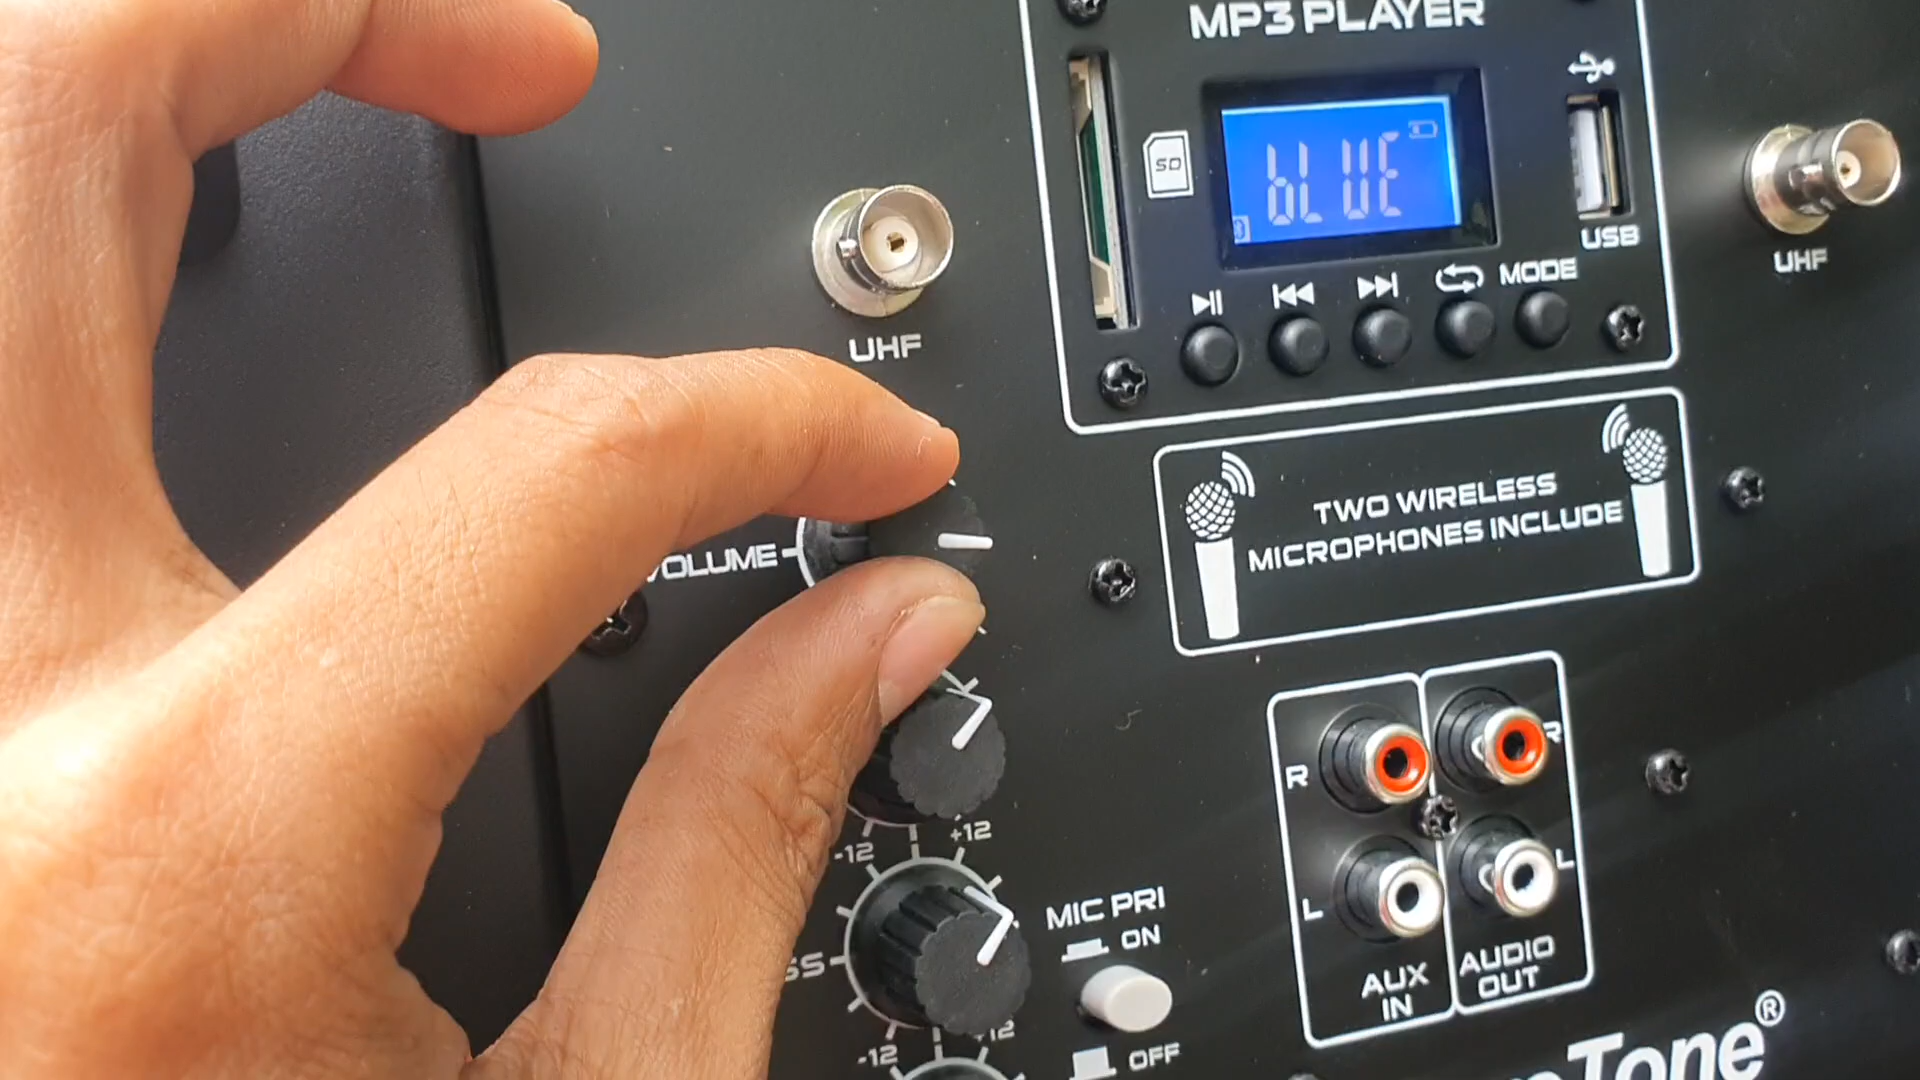 MP3 PLAYER
SD
bLUE
USB
MODE
UHF
UHF
VOLUME
TWO WIRELESS
MICROPHONES INCLUDE
R
R
L
L
AUX
IN
AUDIO
OUT
-12
+12
MIC PRI
ON
OFF
-12
+12
Tone®